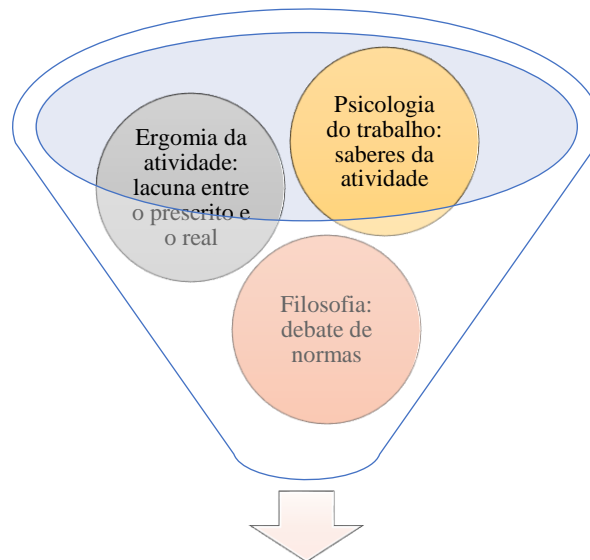 Psicologia
do trabalho:
saberes da
atividade
Ergomia da
atividade:
lacuna entre
o prescrito e
o real
Filosofia:
debate de
normas